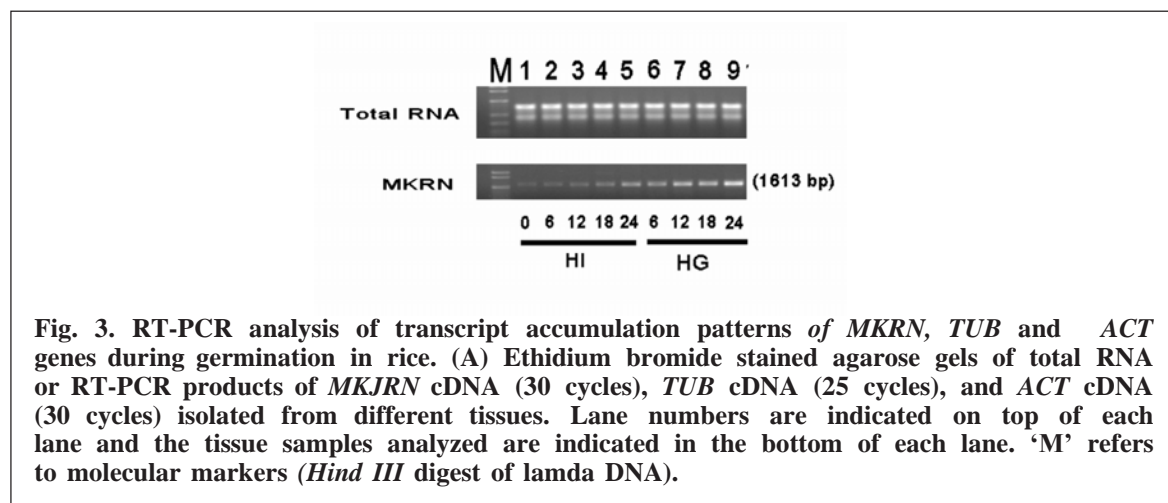 M 1 2 3 4 5 6 7 8 9
Total RNA
MKRN (1613 bp)
0 6 12 18 24 6 12 18 24
HI HG
Fig. 3. RT-PCR analysis of transcript accumulation patterns of MKRN, TUB and ACT
genes during germination in rice. (A) Ethidium bromide stained agarose gels of total RNA
or RT-PCR products of MKJRN cDNA (30 cycles), TUB cDNA (25 cycles), and ACT cDNA
(30 cycles) isolated from different tissues. Lane numbers are indicated on top of each
lane and the tissue samples analyzed are indicated in the bottom of each lane. ‘M’ refers
to molecular markers (Hind III digest of lamda DNA).